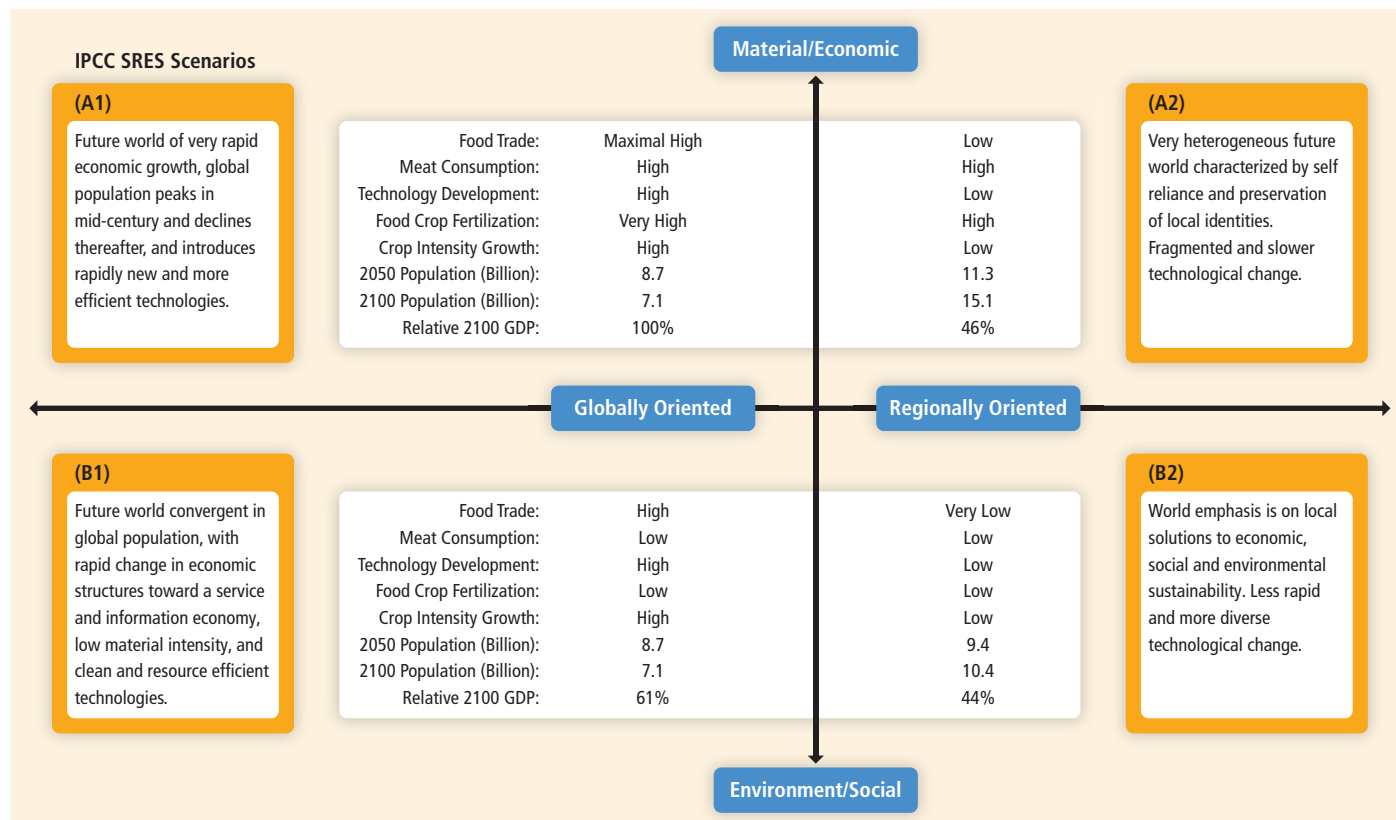 IPCC SRES Scenarios
Material/Economic
(A1)
Future world of very rapid
economic growth, global
population peaks in
mid-century and declines
thereafter, and introduces
rapidly new and more
efficient technologies.
Food Trade: Maximal High Low
Meat Consumption: High High
Technology Development: High Low
Food Crop Fertilization: Very High High
Crop Intensity Growth: High Low
2050 Population (Billion): 8.7 11.3
2100 Population (Billion): 7.1 15.1
Relative 2100 GDP: 100% 46%
(A2)
Very heterogeneous future
world characterized by self
reliance and preservation
of local identities.
Fragmented and slower
technological change.
Globally Oriented
Regionally Oriented
(B1)
Future world convergent in
global population, with
rapid change in economic
structures toward a service
and information economy,
low material intensity, and
clean and resource efficient
technologies.
Food Trade: High Very Low
Meat Consumption: Low Low
Technology Development: High Low
Food Crop Fertilization: Low Low
Crop Intensity Growth: High Low
2050 Population (Billion): 8.7 9.4
2100 Population (Billion): 7.1 10.4
Relative 2100 GDP: 61% 44%
(B2)
World emphasis is on local
solutions to economic,
social and environmental
sustainability. Less rapid
and more diverse
technological change.
Environment/Social